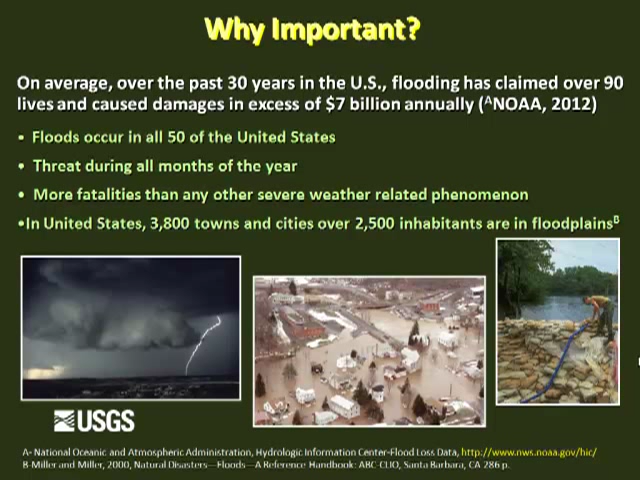 Why Important?
On average, over the past 30 years in the U.S., flooding has claimed over 90
lives and caused damages in excess of $7 billion annually (ᴬNOAA, 2012)
• Floods occur in all 50 of the United States
• Threat during all months of the year
• More fatalities than any other severe weather related phenomenon
•In United States, 3,800 towns and cities over 2,500 inhabitants are in floodplainsᴮ
USGS
A- National Oceanic and Atmospheric Administration, Hydrologic Information Center-Flood Loss Data, http://www.nws.noaa.gov/hic/
B-Miller and Miller, 2000, Natural Disasters—Floods—A Reference Handbook: ABC-CLIO, Santa Barbara, CA 286 p.